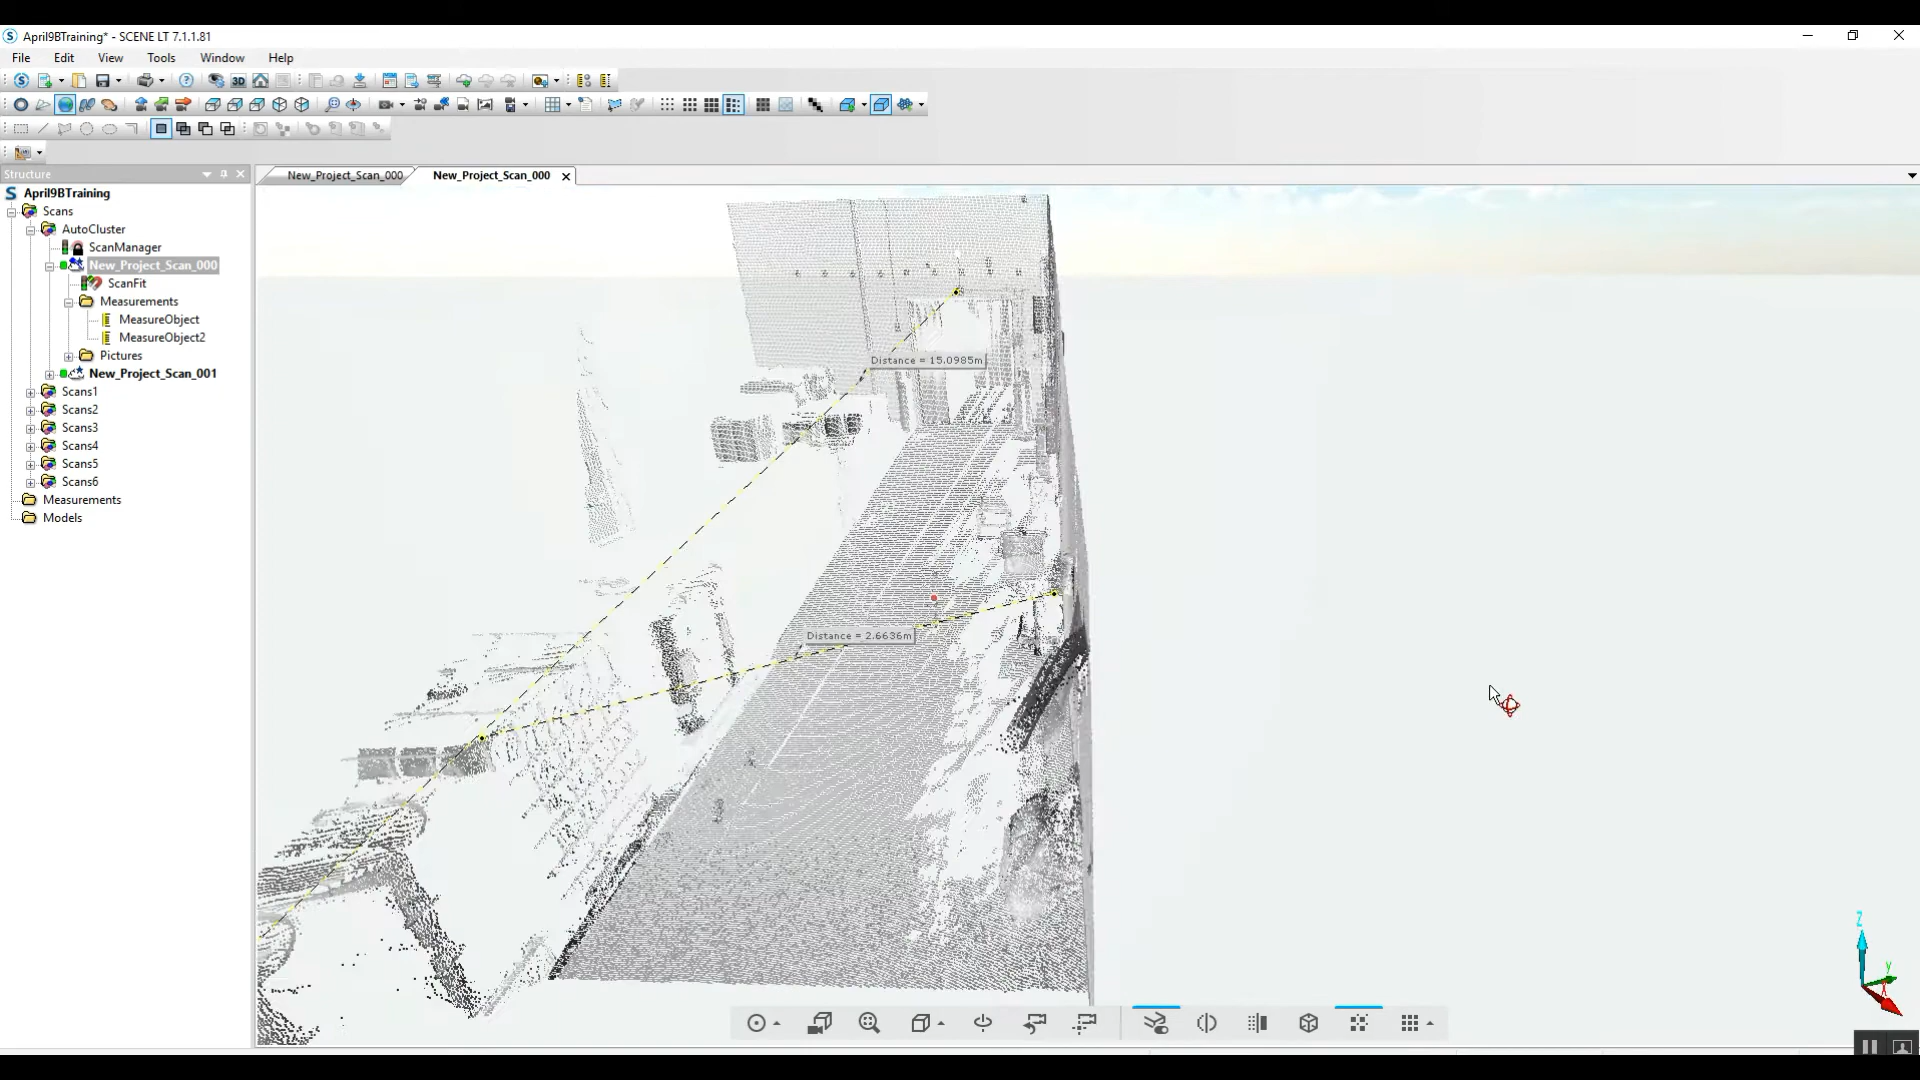 April9BTraining* - SCENE LT 7.1.1.81
File Edit View Tools Window Help
3D
Structure
New_Project_Scan_000
New_Project_Scan_000
S April9BTraining
Scans
AutoCluster
ScanManager
New_Project_Scan_000
ScanFit
Measurements
MeasureObject
MeasureObject2
Pictures
New_Project_Scan_001
Scans1
Scans2
Scans3
Scans4
Scans5
Scans6
Measurements
Models
Distance = 15.0985m
Distance = 2.6636m
Z
y